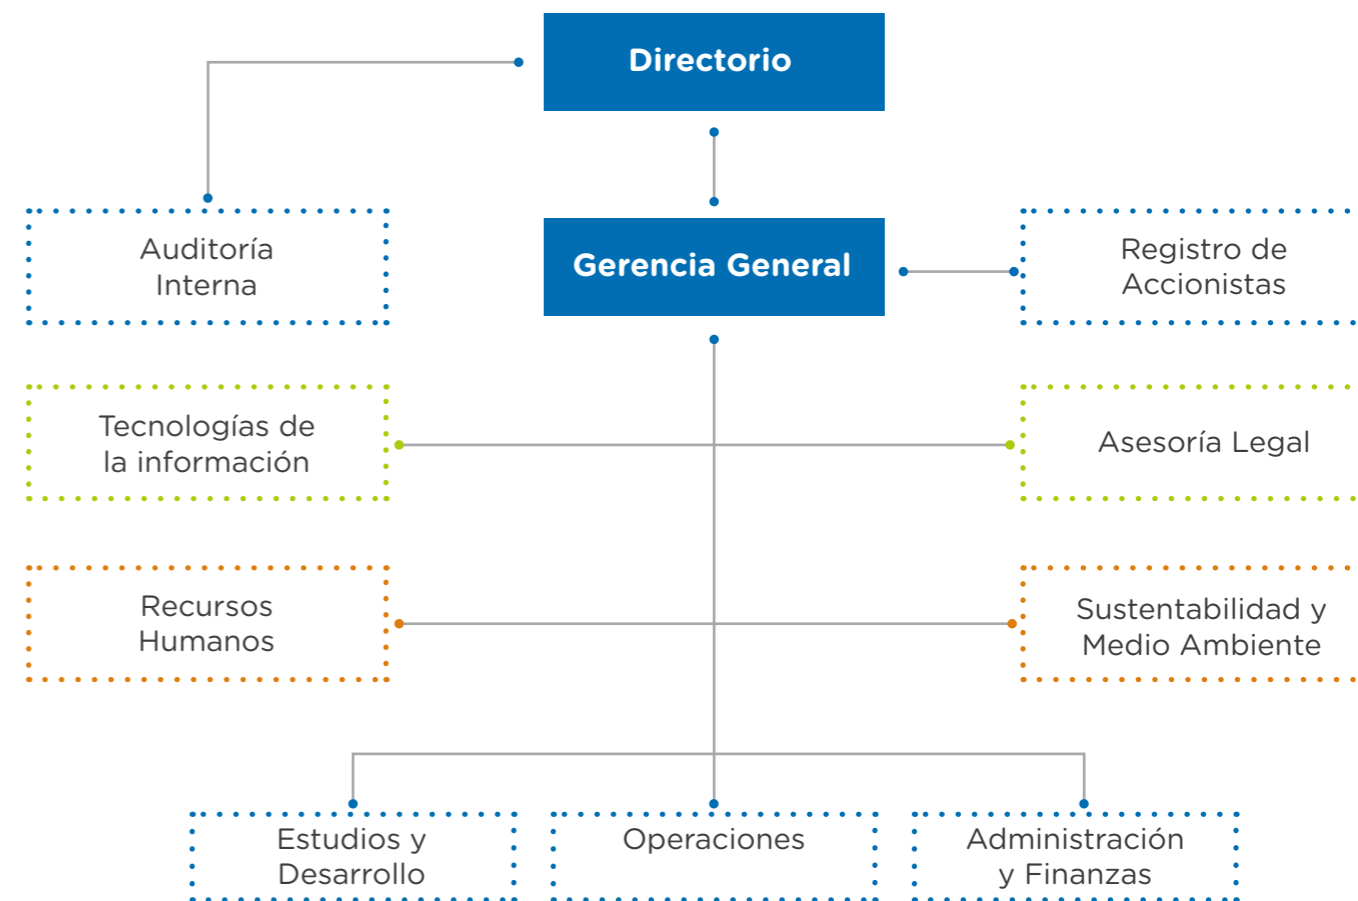 Directorio
Auditoría
Interna
Gerencia General
Registro de
Accionistas
Tecnologías de
la información
Asesoría Legal
Recursos
Humanos
Sustentabilidad y
Medio Ambiente
Estudios y
Desarrollo
Operaciones
Administración
y Finanzas